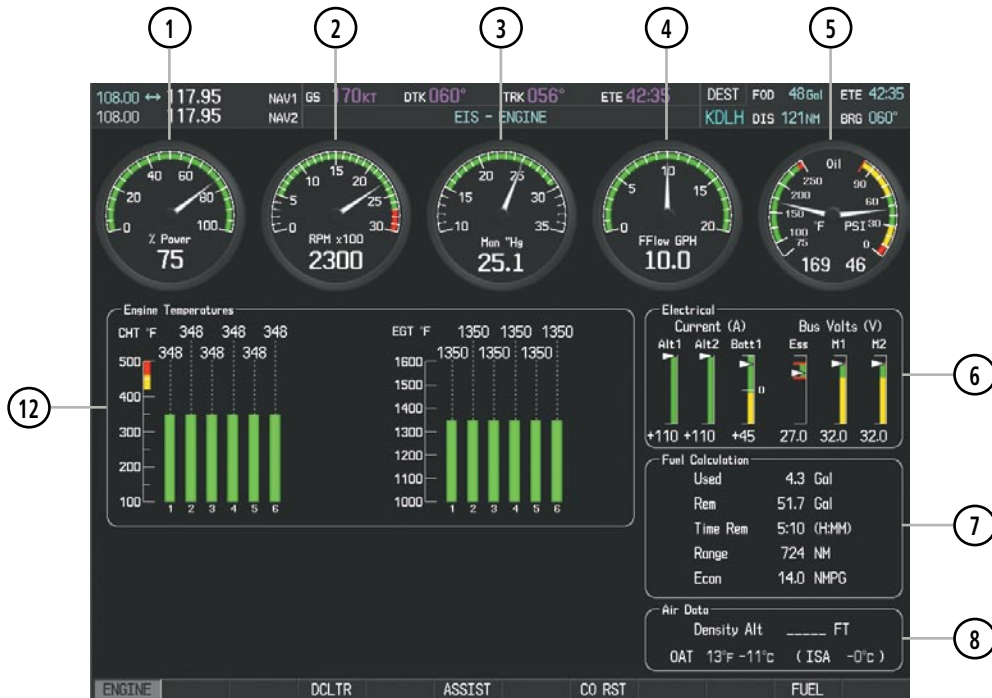 1 2 3 4 5
108.00 ↔ 117.95 NAV1 GS 170KT DTK 060° TRK 056° ETE 42:35 DEST FOD 48Gal ETE 42:35
108.00 117.95 NAV2 EIS - ENGINE KDLH DIS 121NM BRG 060°
0 20 40 60 80 100
% Power
75
0 5 10 15 20 30
RPM x100
2300
10 15 20 25 30 35
Man "Hg
25.1
0 5 10 20
FFlow GPH
10.0
Oil
250 200 150 100 75
°F
90 60 30 0
PSI
169 46
Engine Temperatures
CHT °F 348 348 348
348 348 348
500
400
300
200
100
1 2 3 4 5 6
EGT °F 1350 1350 1350
1350 1350 1350
1600
1500
1400
1300
1200
1100
1000
1 2 3 4 5 6
12
Electrical
Current (A) Bus Volts (V)
Alt1 Alt2 Batt1 Ess M1 M2
0
+110 +110 +45 27.0 32.0 32.0
6
Fuel Calculation
Used 4.3 Gal
Rem 51.7 Gal
Time Rem 5:10 (H:MM)
Range 724 NM
Econ 14.0 NMPG
7
Air Data
Density Alt _____ FT
OAT 13°F -11°C ( ISA -0°C )
8
ENGINE DCLTR ASSIST CO RST FUEL